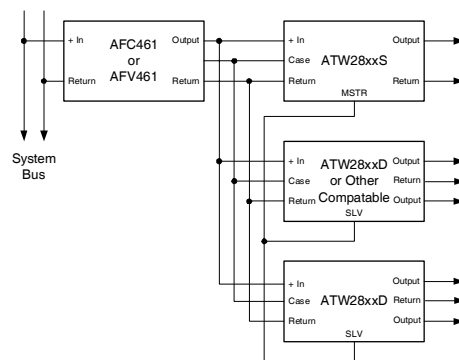 + In
Return
AFC461
or
AFV461
Output
Return
System
Bus
+ In
Case
Return
ATW28xxS
MSTR
Output
Return
+ In
Case
Return
ATW28xxD
or Other
Compatable
SLV
Output
Return
Output
+ In
Case
Return
ATW28xxD
SLV
Output
Return
Output